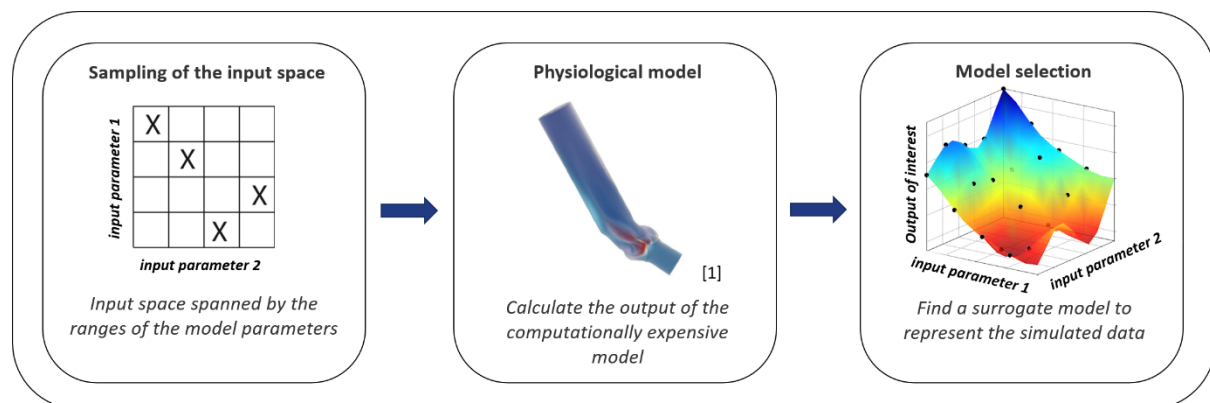 Sampling of the input space
input parameter 1
X
X
X
X
input parameter 2
Input space spanned by the
ranges of the model parameters
Physiological model
[1]
Calculate the output of the
computationally expensive
model
Model selection
Output of interest
input parameter 1
input parameter 2
Find a surrogate model to
represent the simulated data